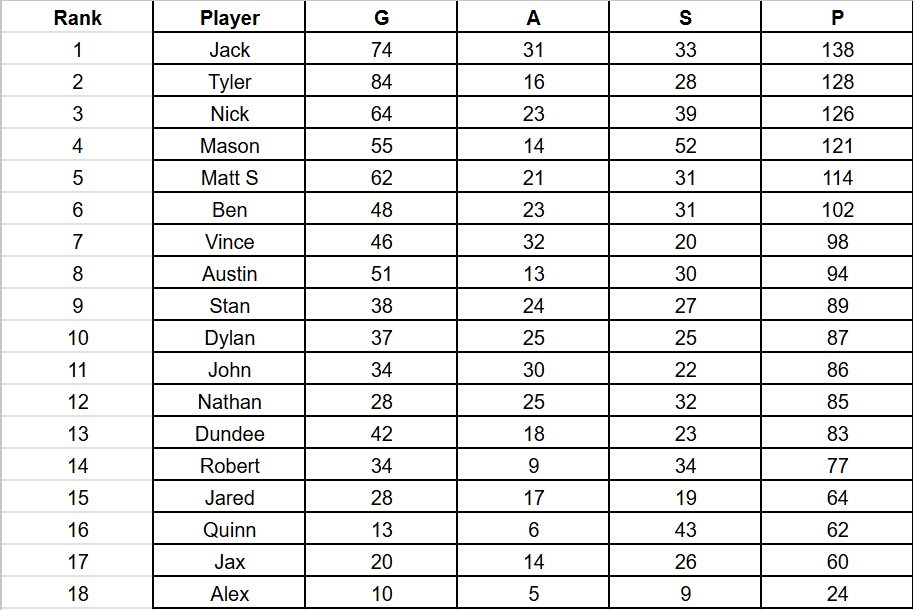 Rank Player G A S P
1 Jack 74 31 33 138
2 Tyler 84 16 28 128
3 Nick 64 23 39 126
4 Mason 55 14 52 121
5 Matt S 62 21 31 114
6 Ben 48 23 31 102
7 Vince 46 32 20 98
8 Austin 51 13 30 94
9 Stan 38 24 27 89
10 Dylan 37 25 25 87
11 John 34 30 22 86
12 Nathan 28 25 32 85
13 Dundee 42 18 23 83
14 Robert 34 9 34 77
15 Jared 28 17 19 64
16 Quinn 13 6 43 62
17 Jax 20 14 26 60
18 Alex 10 5 9 24